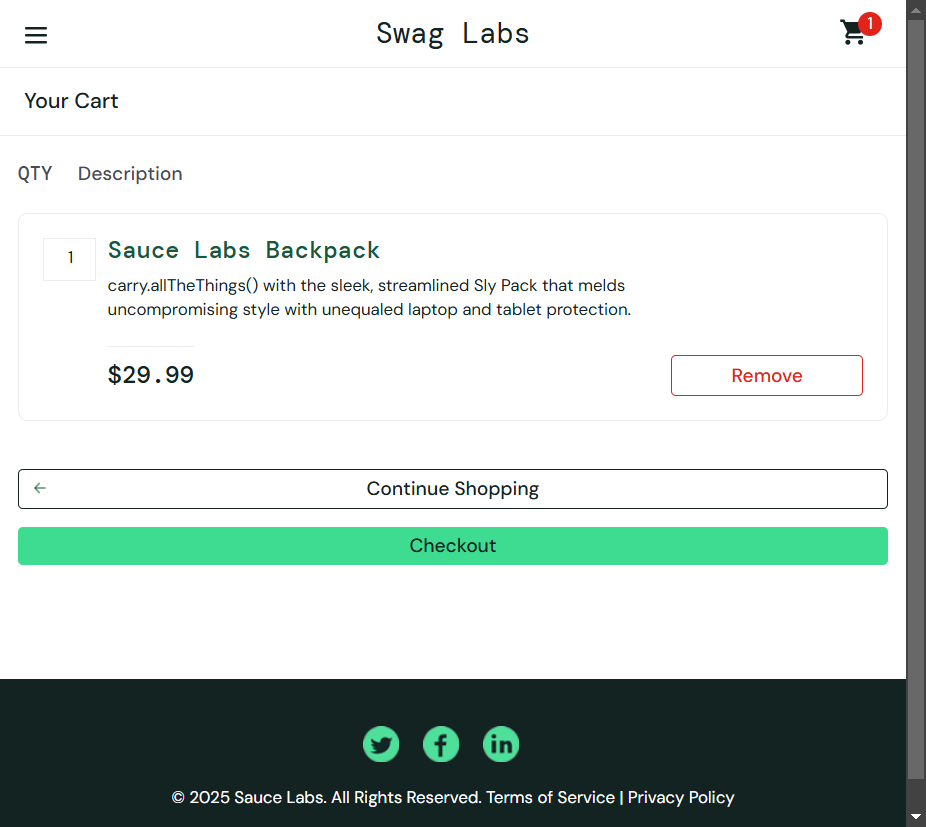 Swag Labs
1
Your Cart
QTY Description
1
Sauce Labs Backpack
carry.allTheThings() with the sleek, streamlined Sly Pack that melds
uncompromising style with unequaled laptop and tablet protection.
$29.99
Remove
Continue Shopping
Checkout
© 2025 Sauce Labs. All Rights Reserved. Terms of Service | Privacy Policy